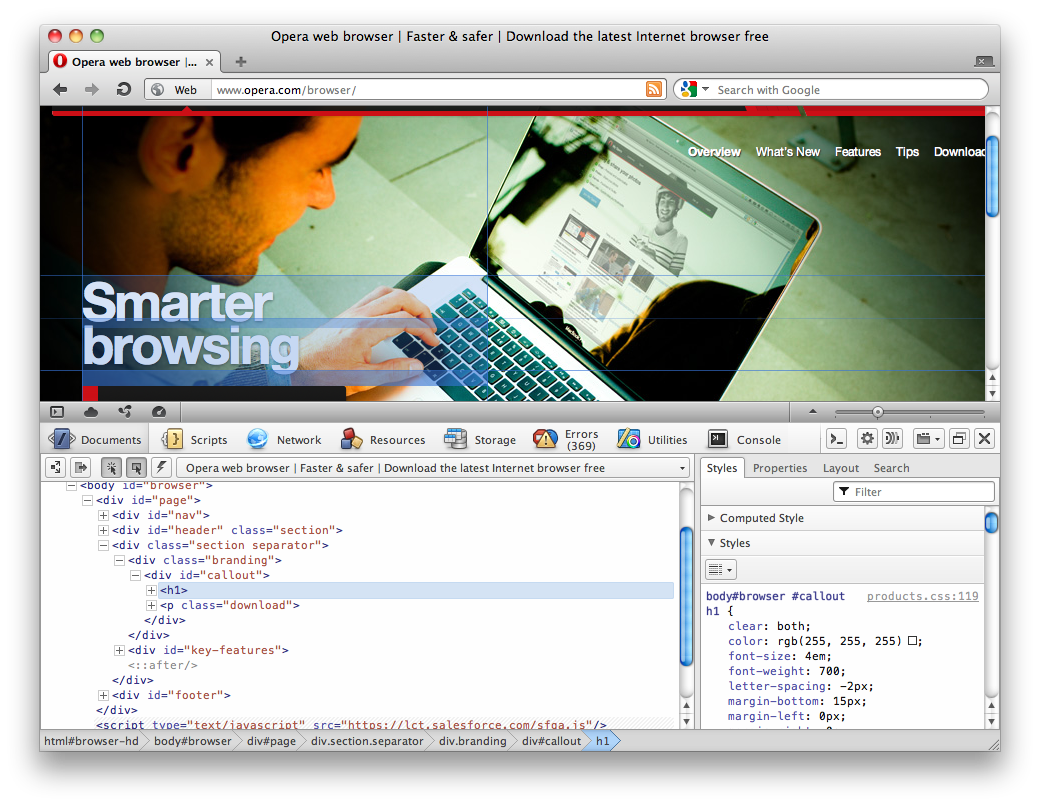 Opera web browser | Faster & safer | Download the latest Internet browser free
Opera web browser |...
Web
www.opera.com/browser/
Search with Google
Overview What's New Features Tips Download
Smarter
browsing
Documents
Scripts
Network
Resources
Storage
Errors
(369)
Utilities
Console
Opera web browser | Faster & safer | Download the latest Internet browser free
<body id="browser">
<div id="page">
<div id="nav">
<div id="header" class="section">
<div class="section separator">
<div class="branding">
<div id="callout">
<h1>
<p class="download">
</div>
</div>
<div id="key-features">
<::after/>
</div>
<div id="footer">
</div>
<script type="text/javascript" src="https://lct.salesforce.com/sfga.js"/>
Styles Properties Layout Search
Filter
Computed Style
Styles
body#browser #callout products.css:119
h1 {
clear: both;
color: rgb(255, 255, 255) ;
font-size: 4em;
font-weight: 700;
letter-spacing: -2px;
margin-bottom: 15px;
margin-left: 0px;
html#browser-hd body#browser div#page div.section.separator div.branding div#callout h1